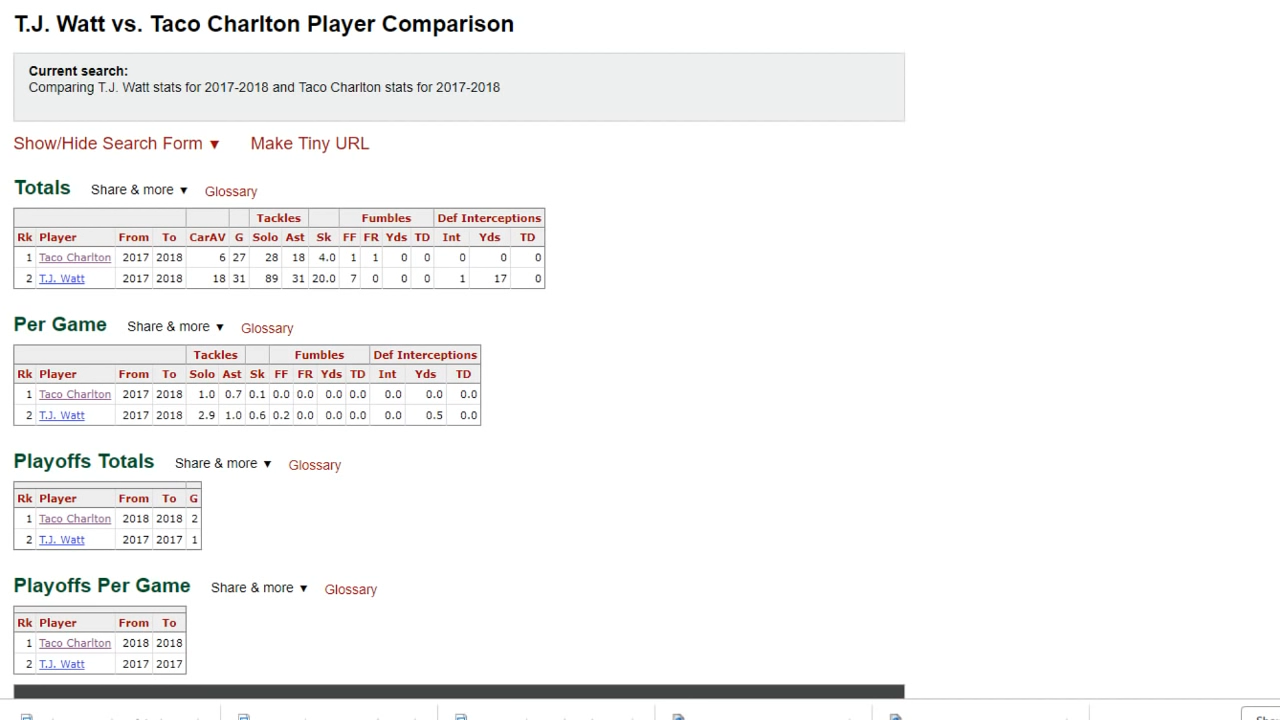 T.J. Watt vs. Taco Charlton Player Comparison
Current search:
Comparing T.J. Watt stats for 2017-2018 and Taco Charlton stats for 2017-2018
Show/Hide Search Form ▼ Make Tiny URL
Totals Share & more ▼ Glossary
Tackles Fumbles Def Interceptions
Rk Player From To CarAV G Solo Ast Sk FF FR Yds TD Int Yds TD
1 Taco Charlton 2017 2018 6 27 28 18 4.0 1 1 0 0 0 0 0
2 T.J. Watt 2017 2018 18 31 89 31 20.0 7 0 0 0 1 17 0
Per Game Share & more ▼ Glossary
Tackles Fumbles Def Interceptions
Rk Player From To Solo Ast Sk FF FR Yds TD Int Yds TD
1 Taco Charlton 2017 2018 1.0 0.7 0.1 0.0 0.0 0.0 0.0 0.0 0.0 0.0
2 T.J. Watt 2017 2018 2.9 1.0 0.6 0.2 0.0 0.0 0.0 0.0 0.5 0.0
Playoffs Totals Share & more ▼ Glossary
Rk Player From To G
1 Taco Charlton 2018 2018 2
2 T.J. Watt 2017 2017 1
Playoffs Per Game Share & more ▼ Glossary
Rk Player From To
1 Taco Charlton 2018 2018
2 T.J. Watt 2017 2017